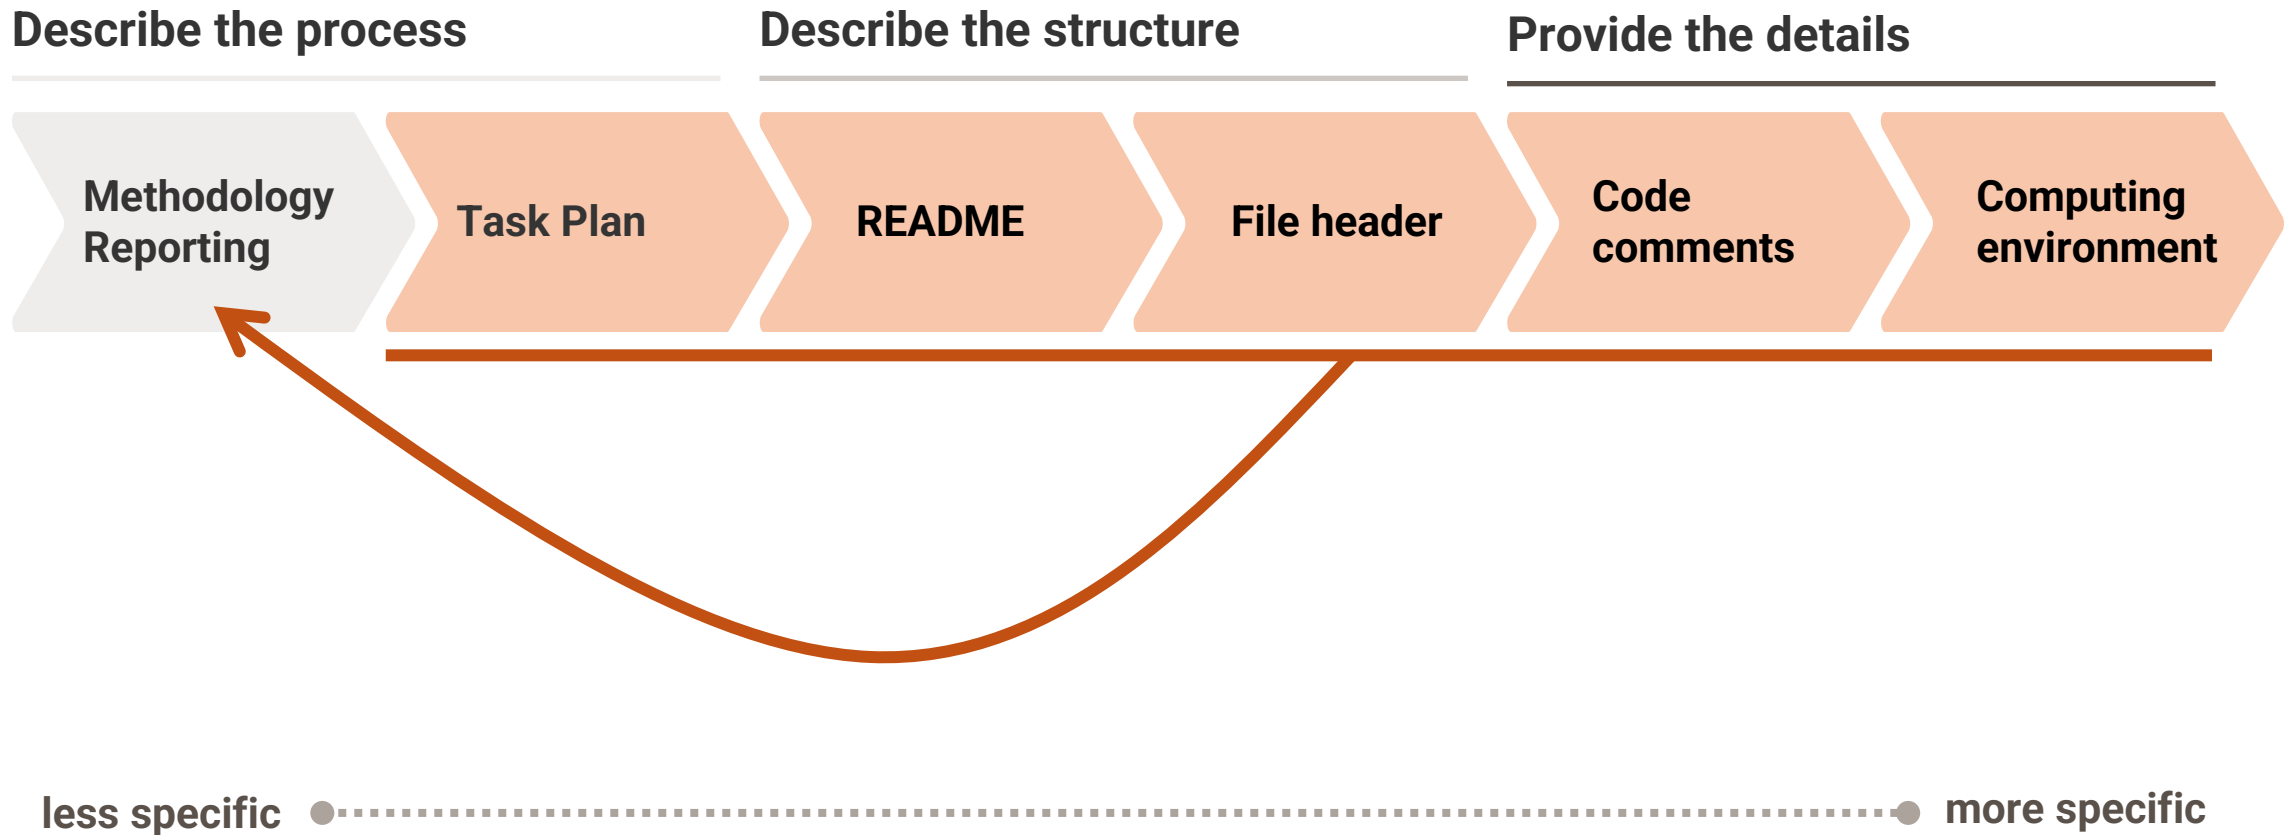 Describe the process
Describe the structure
Provide the details
Methodology
Reporting
Task Plan
README
File header
Code
comments
Computing
environment
less specific
more specific